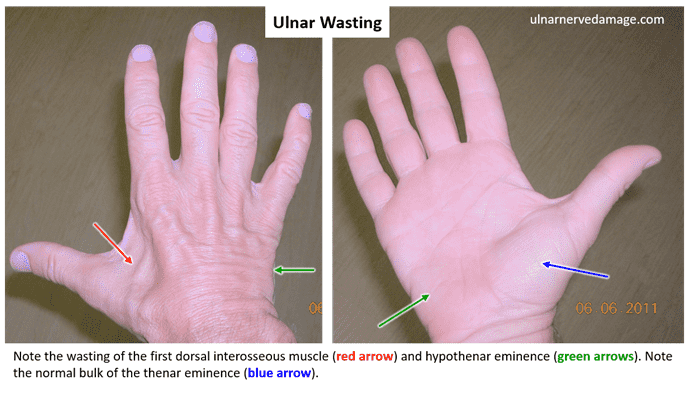 Ulnar Wasting
ulnarnervedamage.com
06
06 06 2011
Note the wasting of the first dorsal interosseous muscle (red arrow) and hypothenar eminence (green arrows). Note
the normal bulk of the thenar eminence (blue arrow).